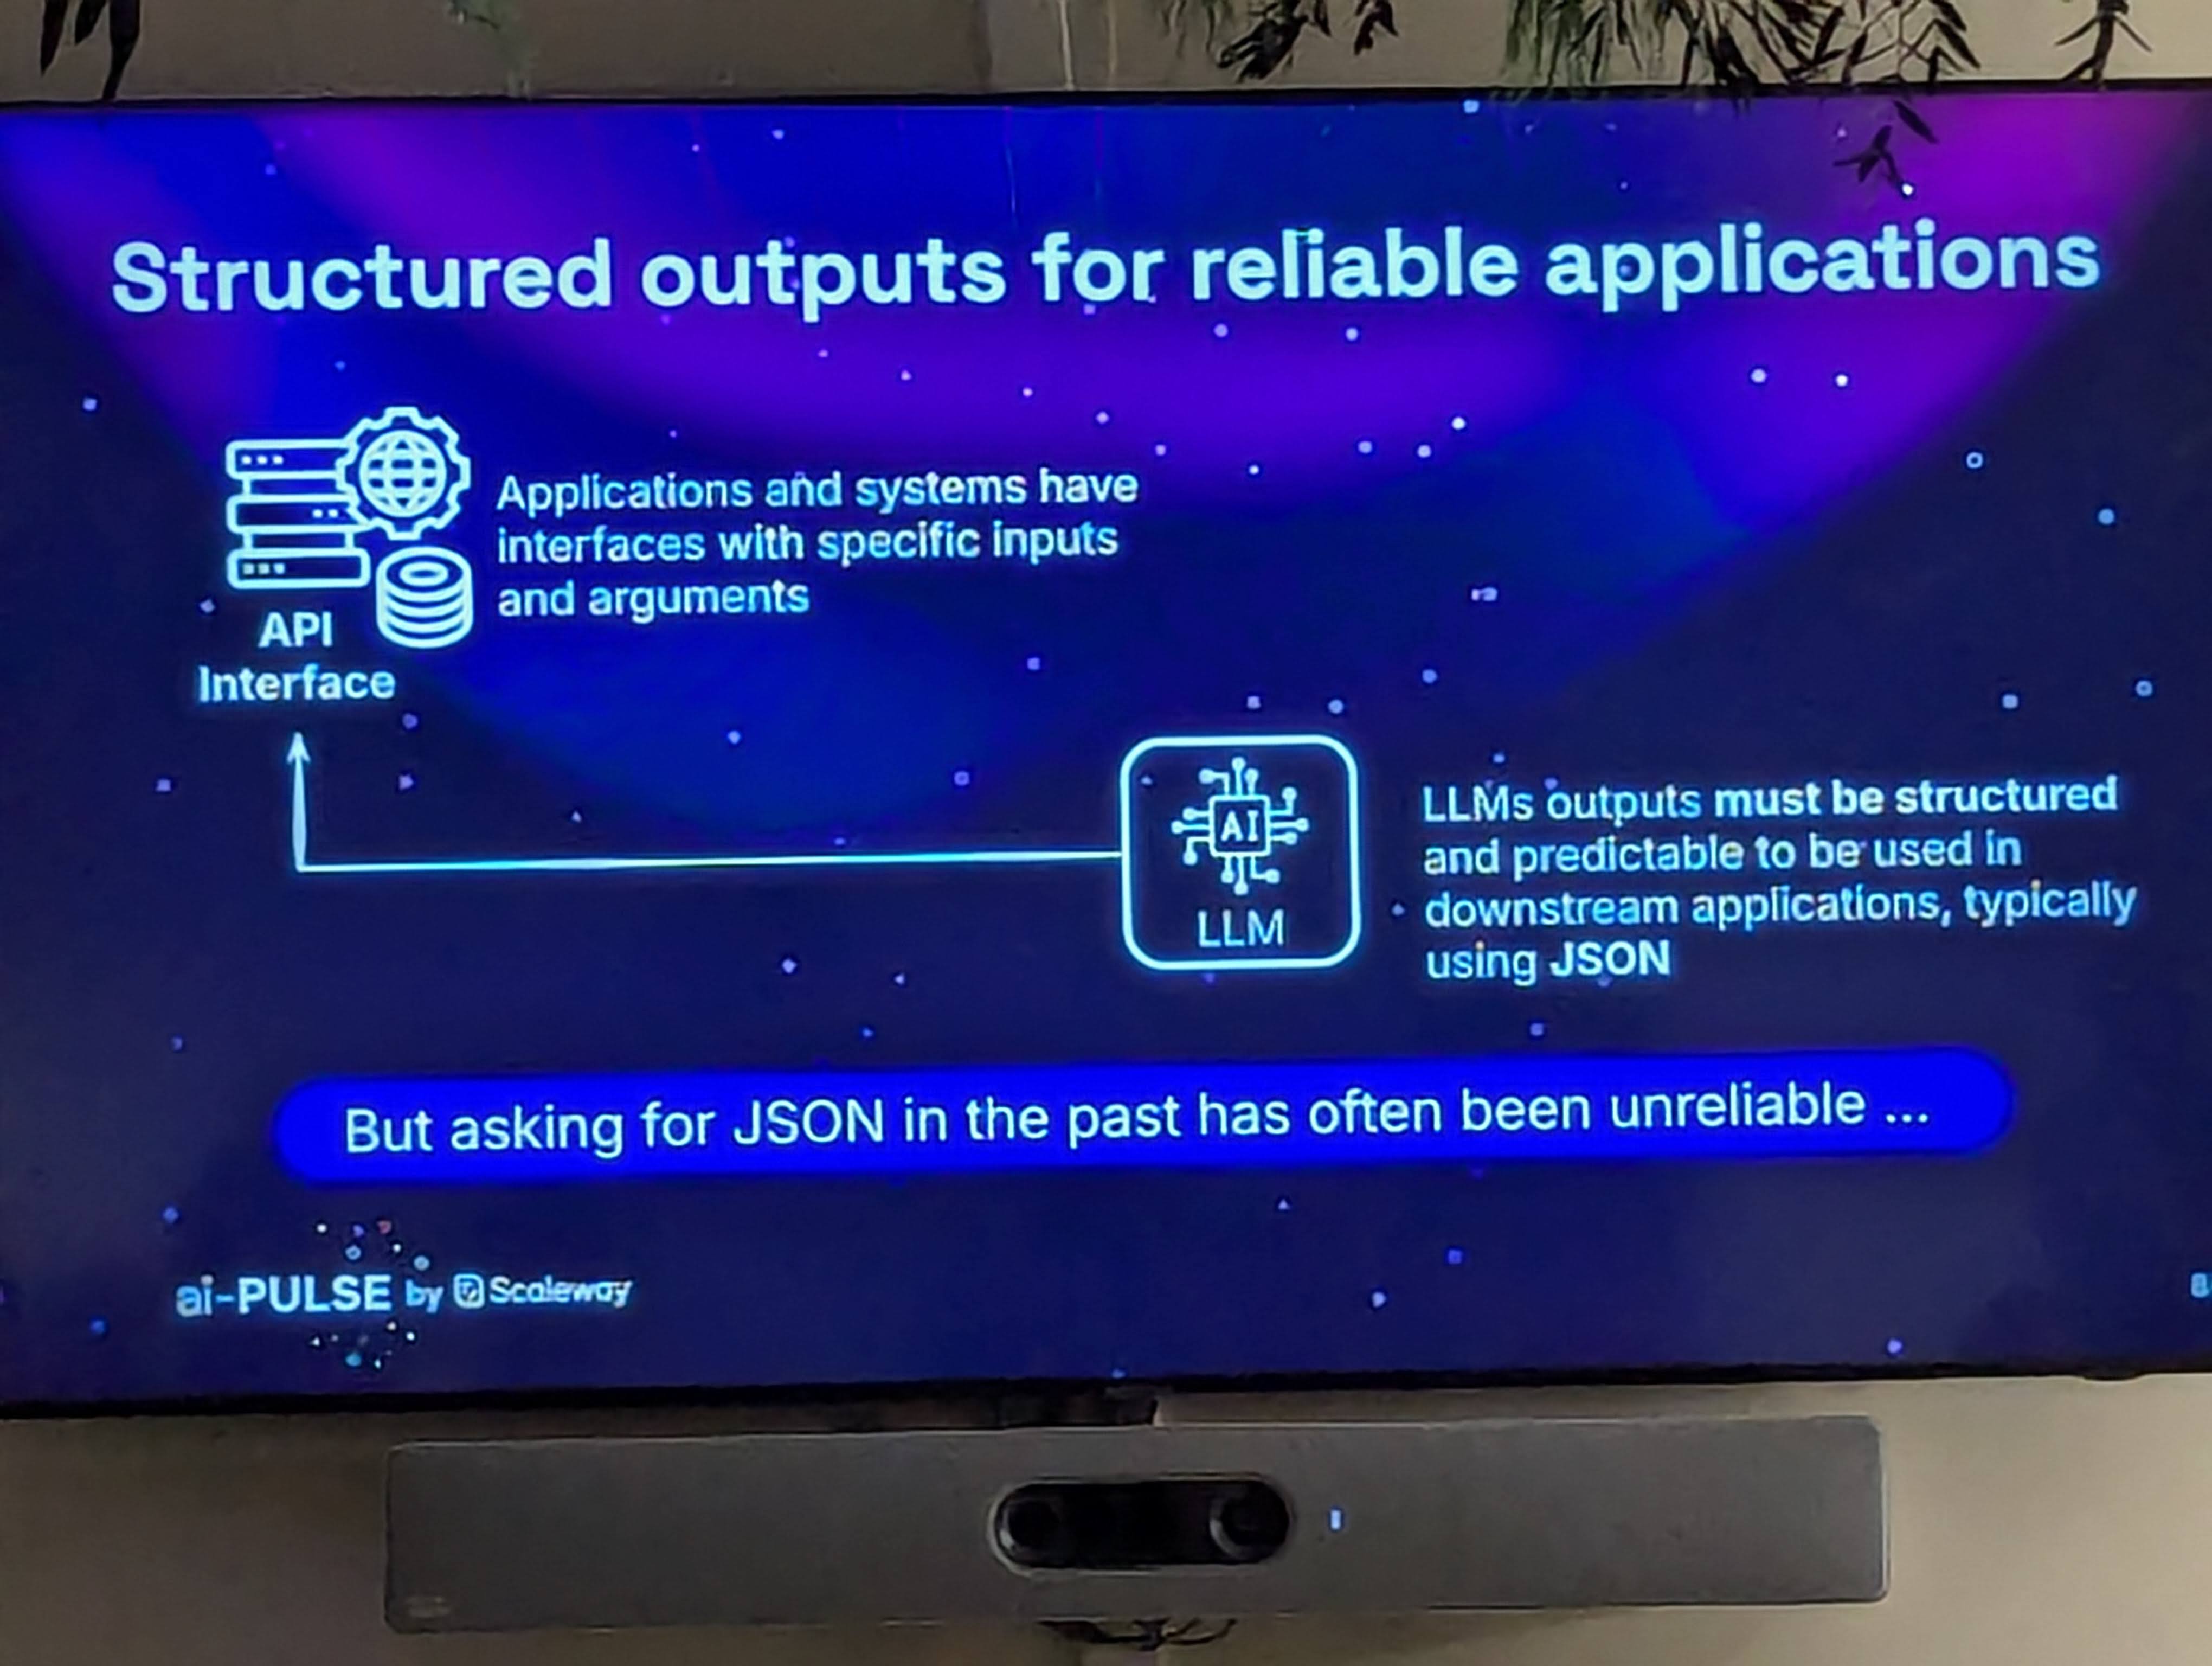 Structured outputs for reliable applications
Applications and systems have
interfaces with specific inputs
and arguments
API
Interface
AI
LLM
LLMs outputs must be structured
and predictable to be used in
downstream applications, typically
using JSON
But asking for JSON in the past has often been unreliable ...
ai-PULSE by Scaleway